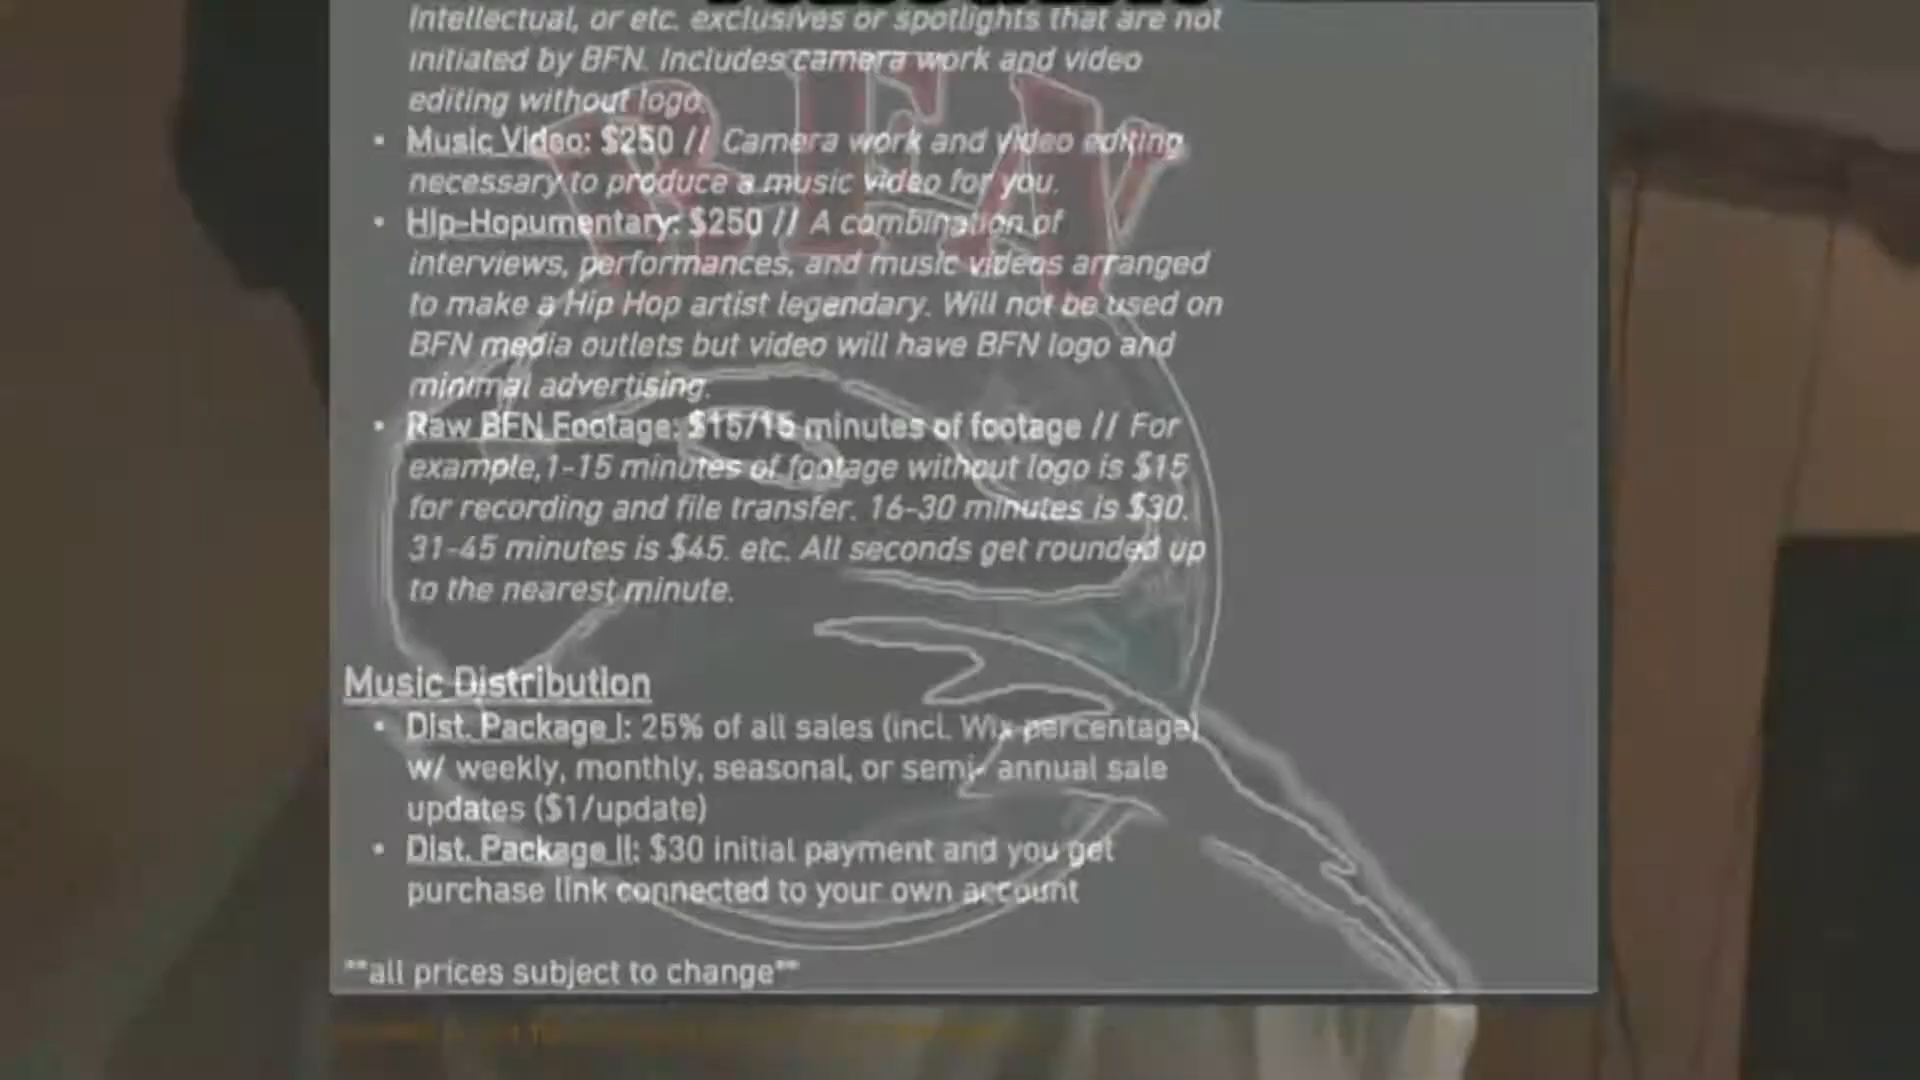 Intellectual, or etc. exclusives or spotlights that are not
initiated by BFN. Includes camera work and video
editing without logo.
• Music Video: $250 // Camera work and video editing
necessary to produce a music video for you.
• Hip-Hopumentary: $250 // A combination of
interviews, performances, and music videos arranged
to make a Hip Hop artist legendary. Will not be used on
BFN media outlets but video will have BFN logo and
minimal advertising.
• Raw BFN Footage: $15/15 minutes of footage // For
example,1-15 minutes of footage without logo is $15
for recording and file transfer. 16-30 minutes is $30.
31-45 minutes is $45. etc. All seconds get rounded up
to the nearest minute.
Music Distribution
• Dist. Package I: 25% of all sales (incl. Wix percentage)
w/ weekly, monthly, seasonal, or semi- annual sale
updates ($1/update)
• Dist. Package II: $30 initial payment and you get
purchase link connected to your own account
**all prices subject to change**
BFN